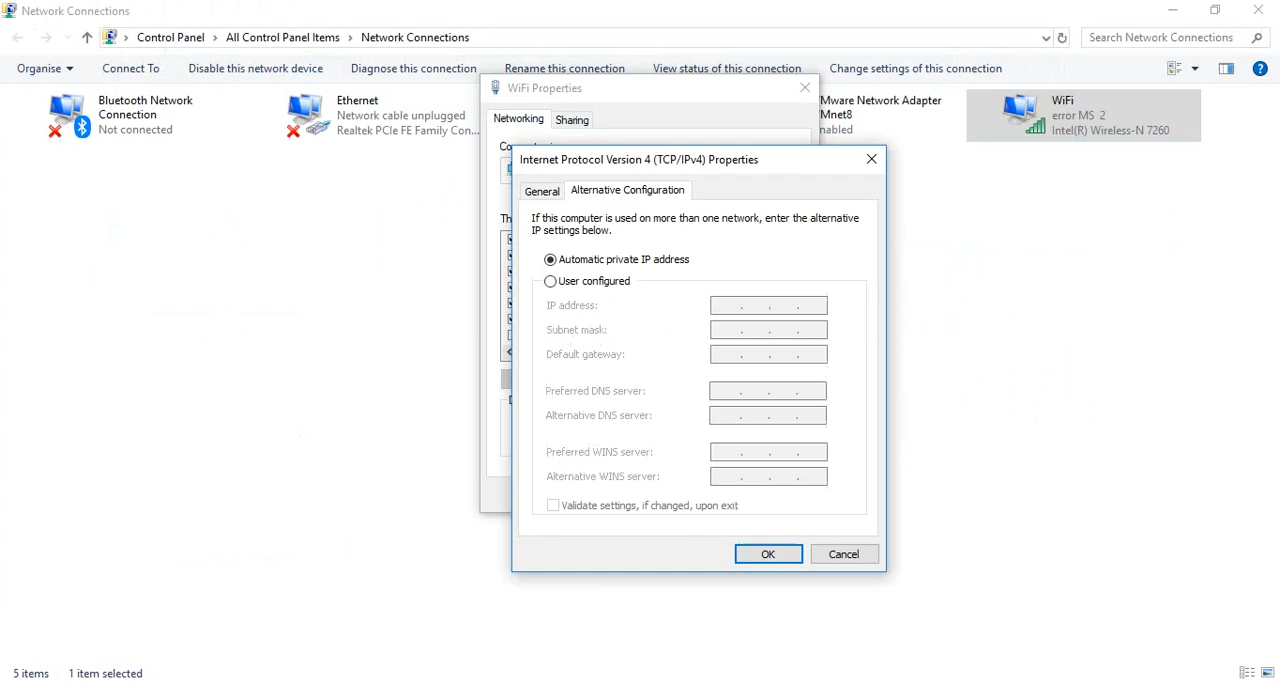 Network Connections
Control Panel > All Control Panel Items > Network Connections
Search Network Connections
Organise
Connect To
Disable this network device
Diagnose this connection
Rename this connection
View status of this connection
Change settings of this connection
Bluetooth Network
Connection
Not connected
Ethernet
Network cable unplugged
Realtek PCIe FE Family Con...
Mware Network Adapter
Mnet8
nabled
WiFi
error MS 2
Intel(R) Wireless-N 7260
WiFi Properties
Networking
Sharing
Co
Th
Internet Protocol Version 4 (TCP/IPv4) Properties
General
Alternative Configuration
If this computer is used on more than one network, enter the alternative
IP settings below.
Automatic private IP address
User configured
IP address:
Subnet mask:
Default gateway:
Preferred DNS server:
Alternative DNS server:
Preferred WINS server:
Alternative WINS server:
Validate settings, if changed, upon exit
OK
Cancel
5 items
1 item selected